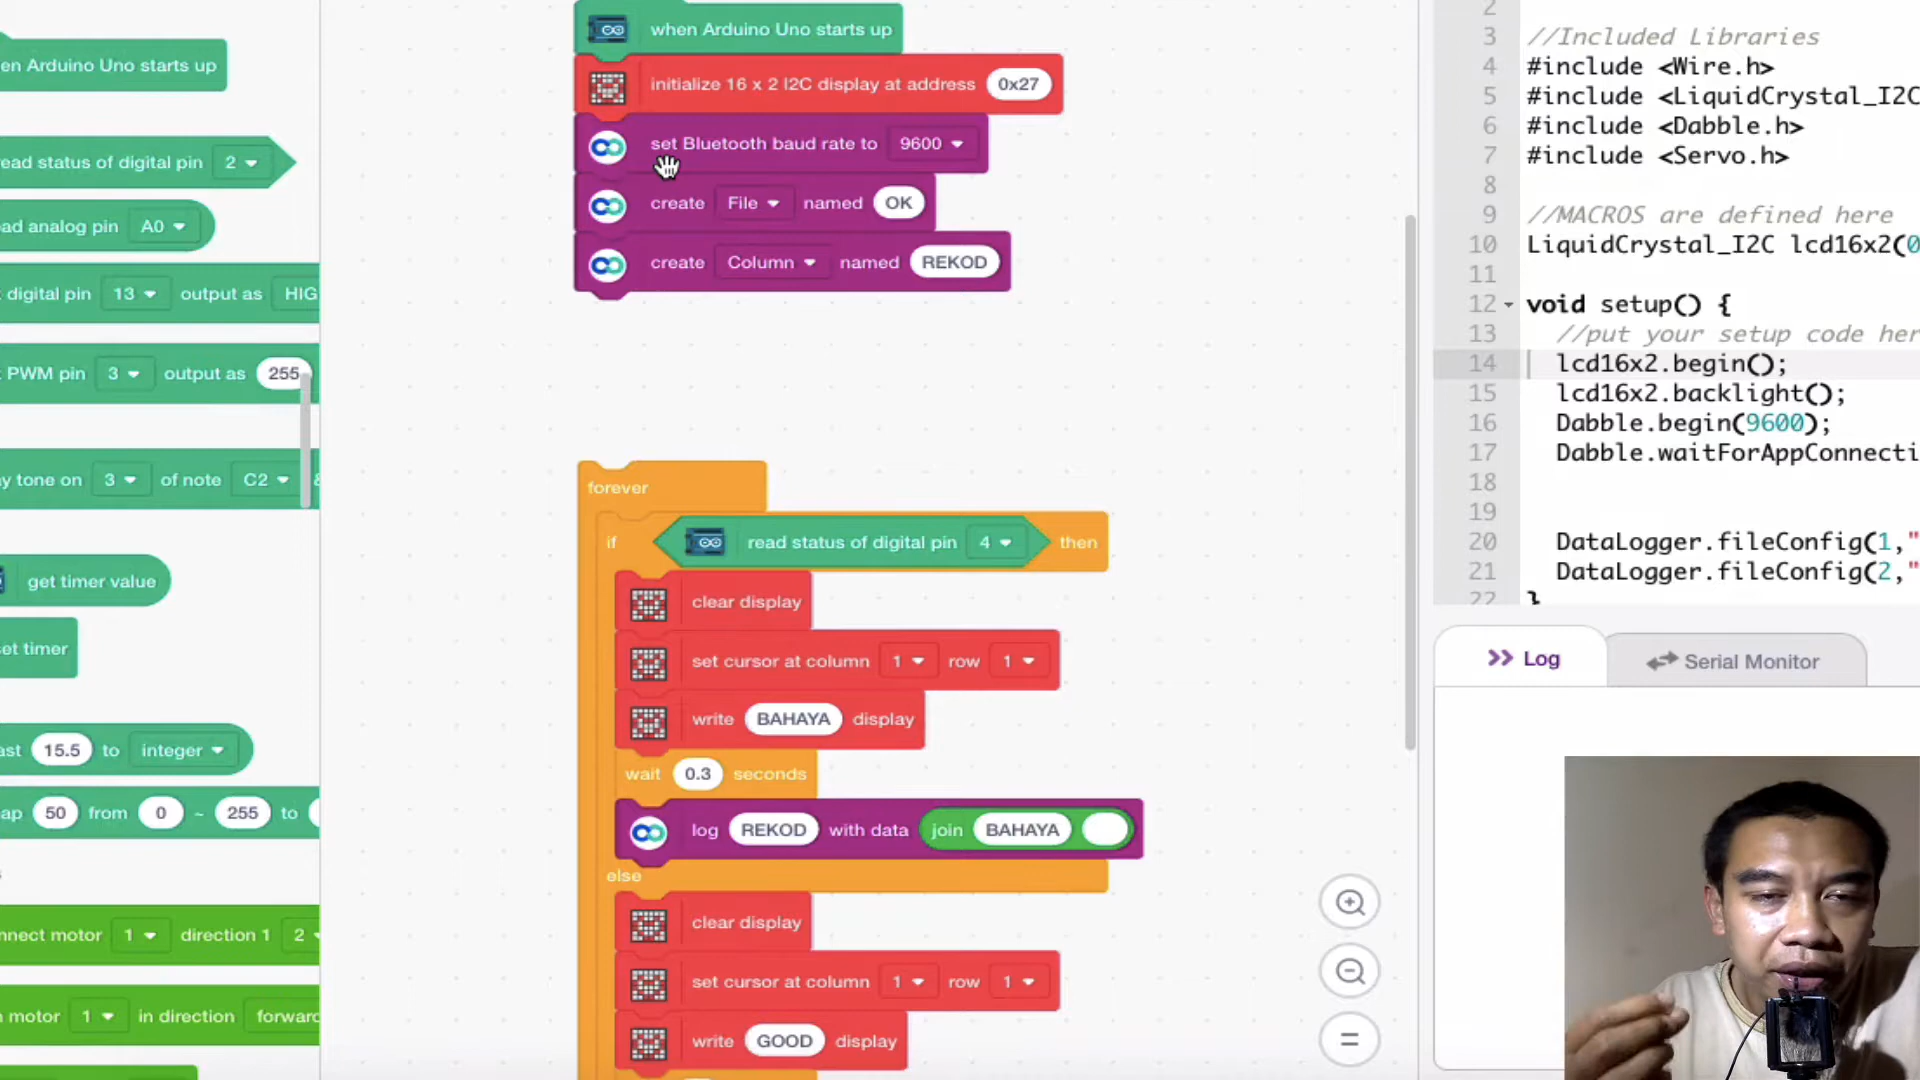 en Arduino Uno starts up
ead status of digital pin 2
ad analog pin A0
digital pin 13 output as HIG
PWM pin 3 output as 255
y tone on 3 of note C2
get timer value
et timer
ast 15.5 to integer
ap 50 from 0 ~ 255 to
nnect motor 1 direction 1 2
motor 1 in direction forward
when Arduino Uno starts up
initialize 16 x 2 I2C display at address 0x27
set Bluetooth baud rate to 9600
create File named OK
create Column named REKOD
forever
if read status of digital pin 4 then
clear display
set cursor at column 1 row 1
write BAHAYA display
wait 0.3 seconds
log REKOD with data join BAHAYA
else
clear display
set cursor at column 1 row 1
write GOOD display
2
3 //Included Libraries
4 #include <Wire.h>
5 #include <LiquidCrystal_I2C
6 #include <Dabble.h>
7 #include <Servo.h>
8
9 //MACROS are defined here
10 LiquidCrystal_I2C lcd16x2(0
11
12 void setup() {
13 //put your setup code her
14 lcd16x2.begin();
15 lcd16x2.backlight();
16 Dabble.begin(9600);
17 Dabble.waitForAppConnecti
18
19
20 DataLogger.fileConfig(1,"
21 DataLogger.fileConfig(2,"
22 }
Log
Serial Monitor